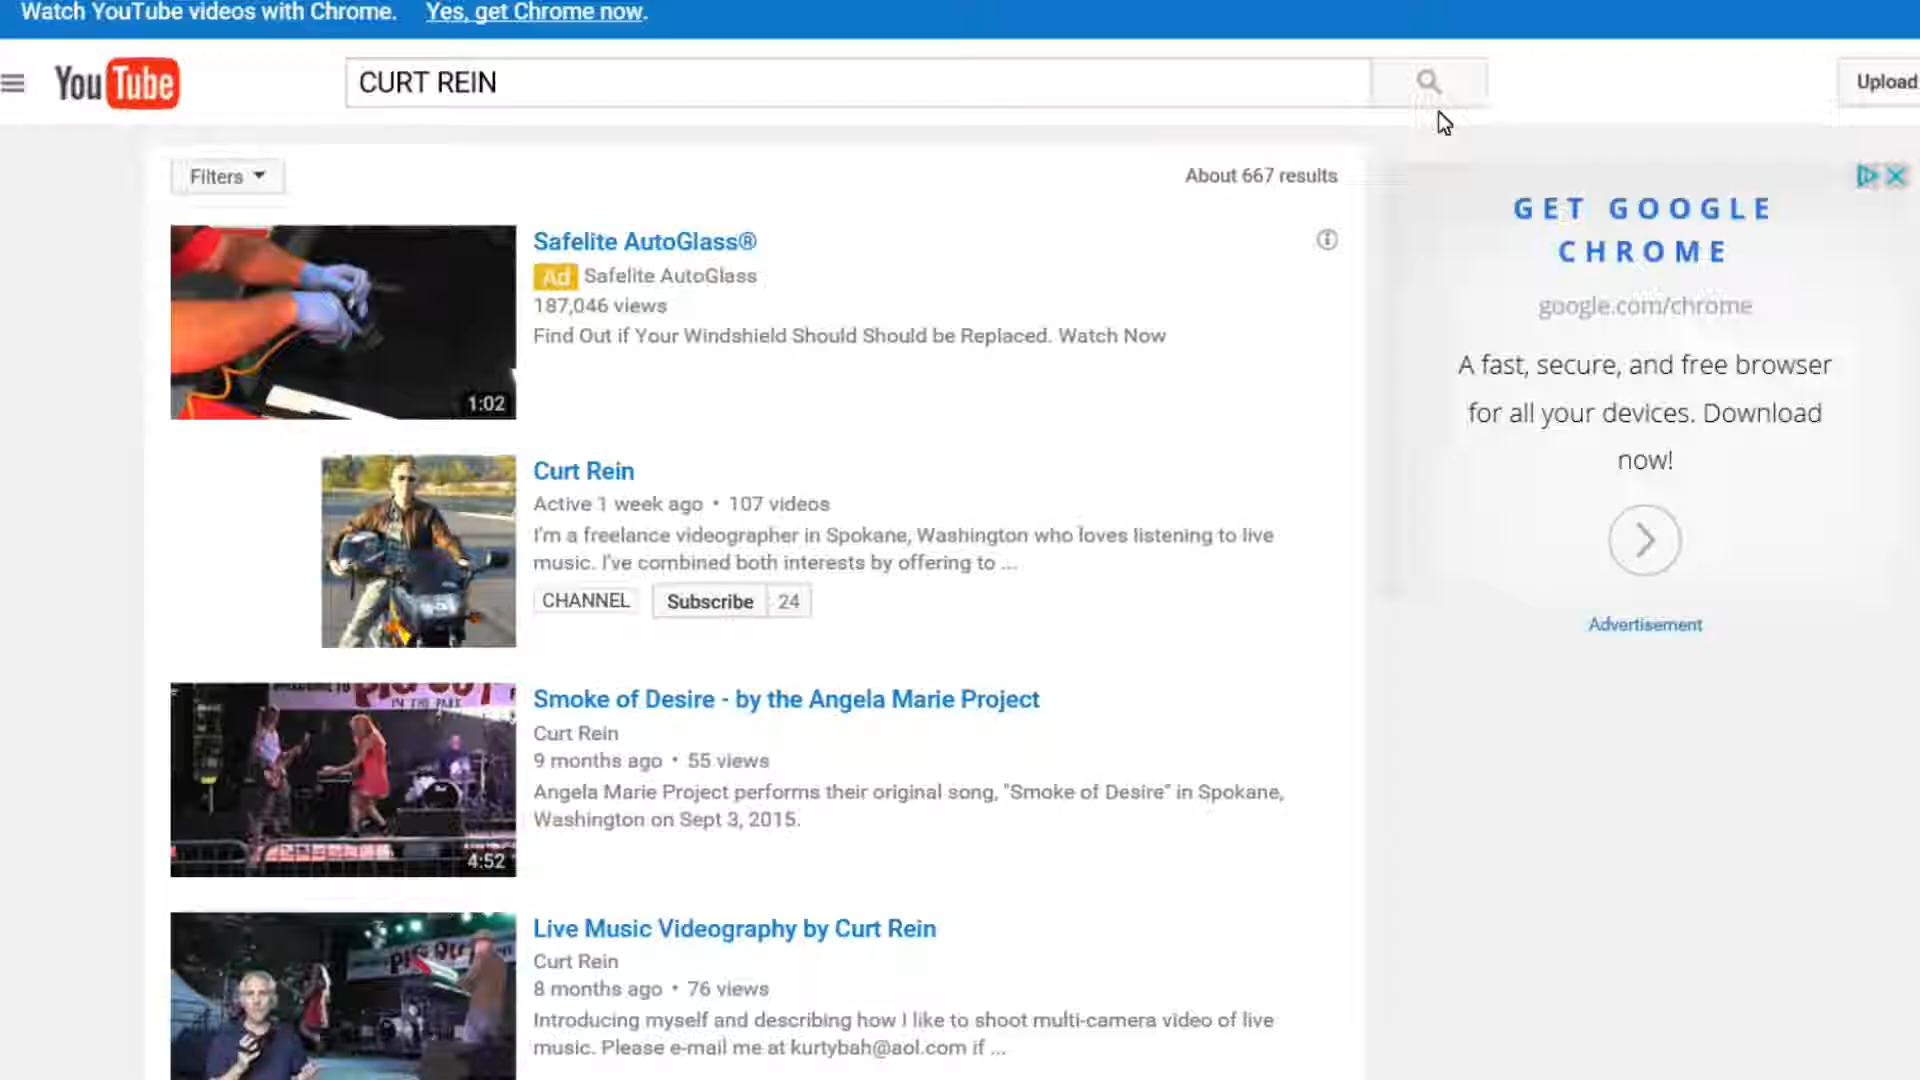 Watch YouTube videos with Chrome. Yes, get Chrome now.
YouTube
CURT REIN
Upload
Filters
About 667 results
Safelite AutoGlass®
Ad Safelite AutoGlass
187,046 views
Find Out if Your Windshield Should Should be Replaced. Watch Now
1:02
Curt Rein
Active 1 week ago • 107 videos
I'm a freelance videographer in Spokane, Washington who loves listening to live
music. I've combined both interests by offering to ...
CHANNEL Subscribe 24
IN THE PARK
4:52
Smoke of Desire - by the Angela Marie Project
Curt Rein
9 months ago • 55 views
Angela Marie Project performs their original song, "Smoke of Desire" in Spokane,
Washington on Sept 3, 2015.
Live Music Videography by Curt Rein
Curt Rein
8 months ago • 76 views
Introducing myself and describing how I like to shoot multi-camera video of live
music. Please e-mail me at kurtybah@aol.com if ...
GET GOOGLE
CHROME
google.com/chrome
A fast, secure, and free browser
for all your devices. Download
now!
Advertisement